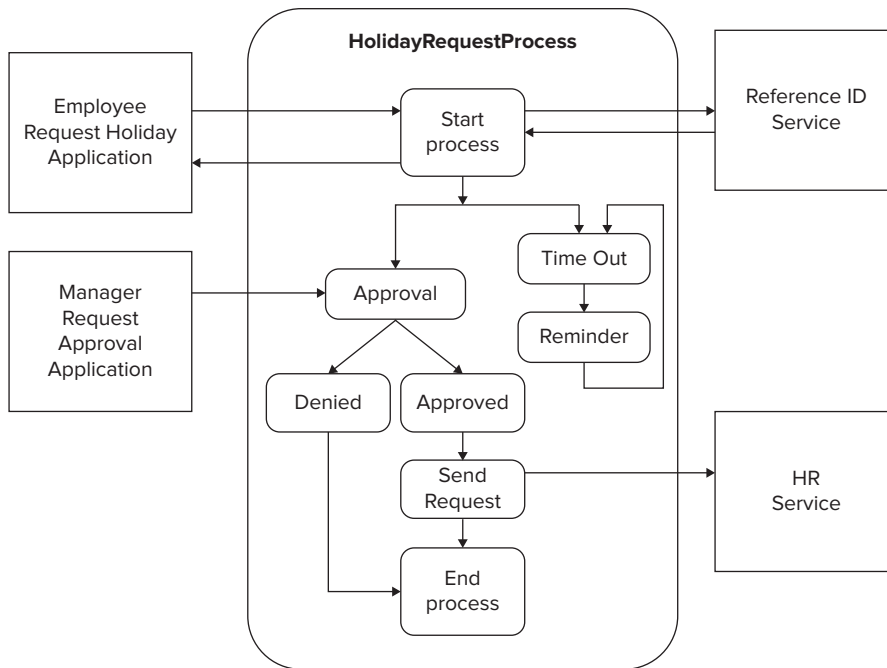 HolidayRequestProcess
Employee
Request Holiday
Application
Start
process
Reference ID
Service
Manager
Request
Approval
Application
Approval
Time Out
Reminder
Denied
Approved
Send
Request
HR
Service
End
process